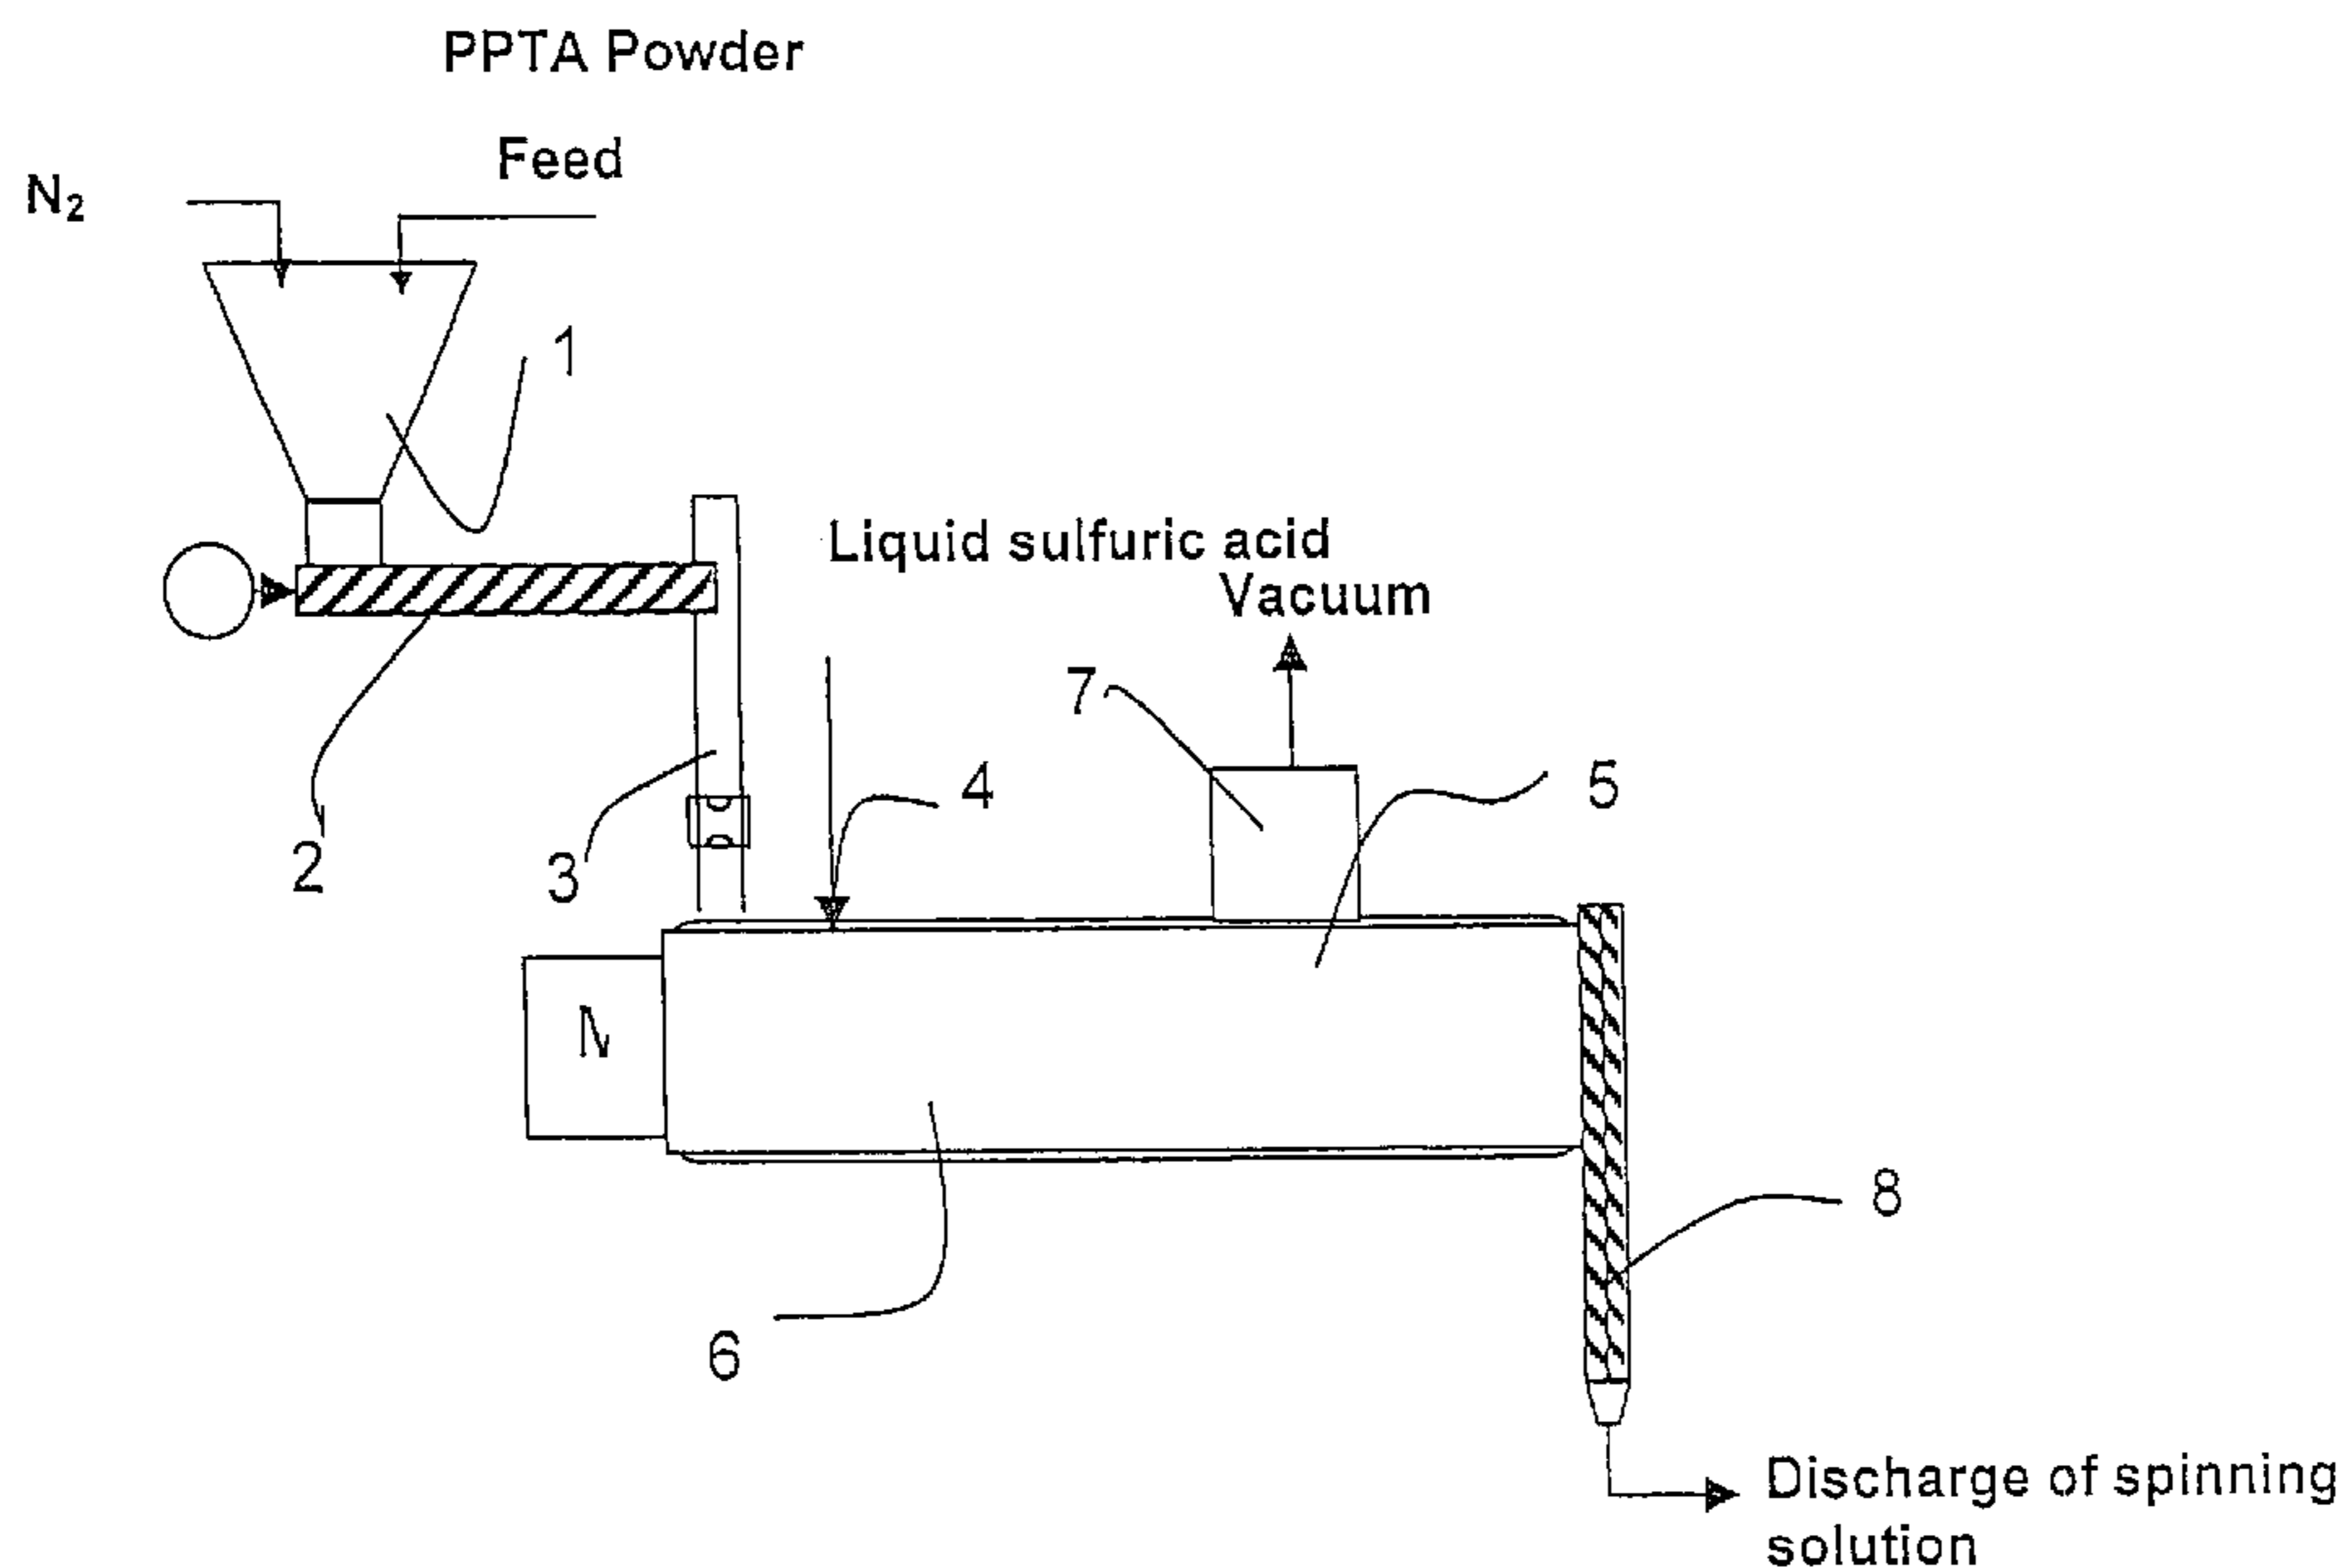 PPTA Powder
Feed
N₂
1
Liquid sulfuric acid
Vacuum
7
4
5
2
3
N
8
6
Discharge of spinning
solution